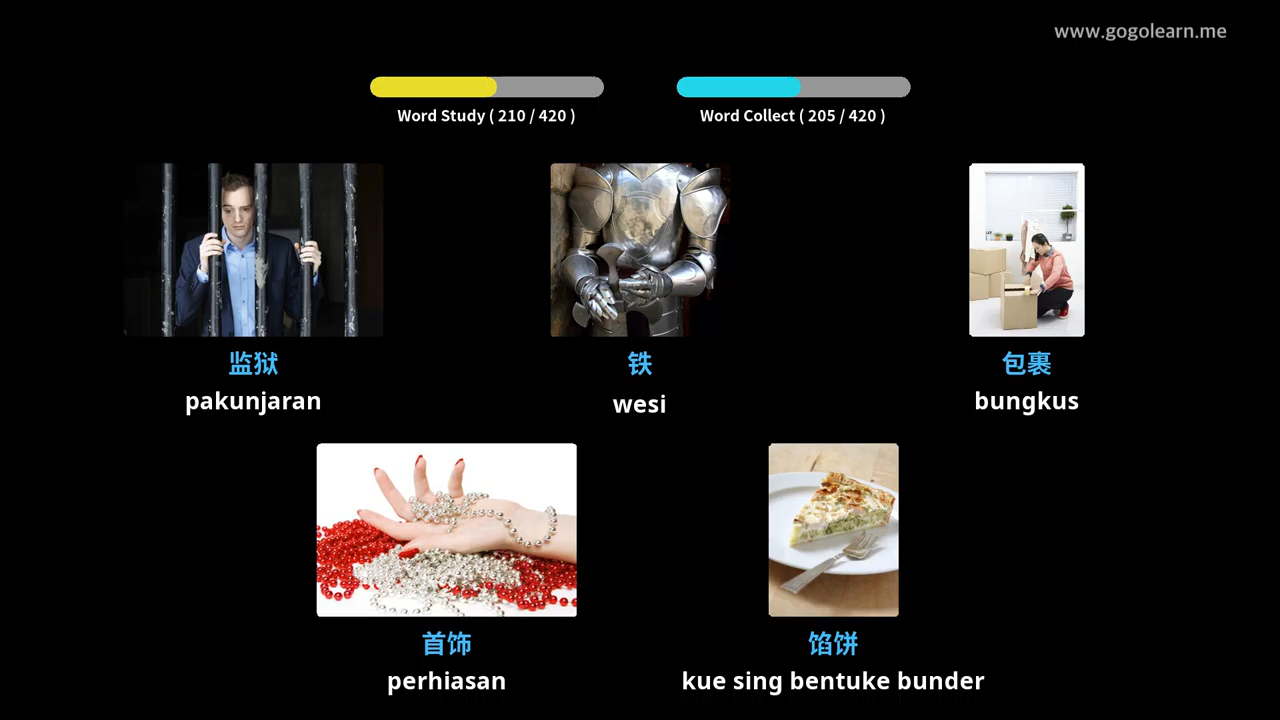 www.gogolearn.me
Word Study ( 210 / 420 )
Word Collect ( 205 / 420 )
监狱
铁
包裹
pakunjaran
wesi
bungkus
首饰
馅饼
perhiasan
kue sing bentuke bunder